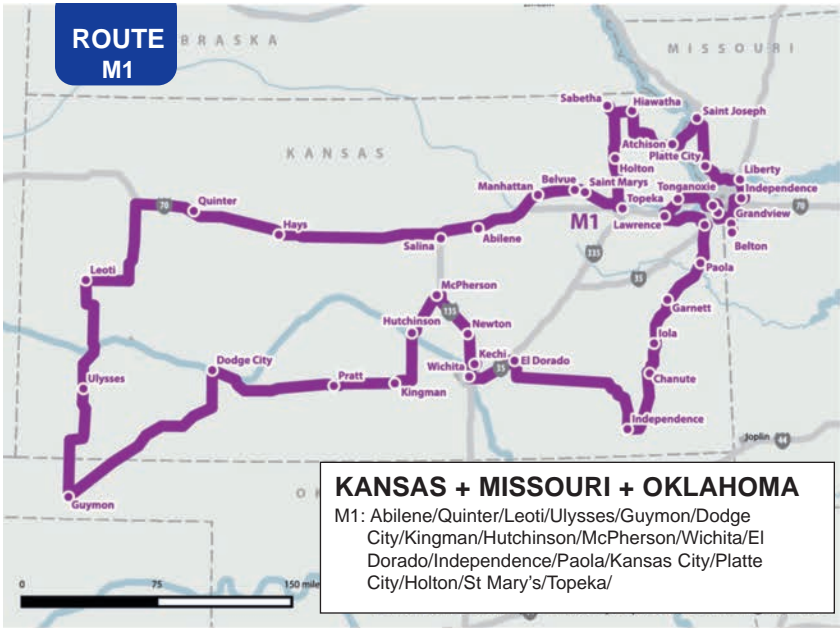 ROUTE
M1
BRASKA
MISSOURI
Sabetha
Hiawatha
Saint Joseph
Atchison
Platte City
KANSAS
Holton
Liberty
Belvue
Saint Marys
Tonganoxie
Independence
Manhattan
Topeka
70
Quinter
M1
Grandview
70
Hays
Lawrence
Salina
Abilene
Belton
335
Paola
Leoti
35
McPherson
Garnett
135
Hutchinson
Newton
Iola
Kechi
Dodge City
Wichita
35
El Dorado
Ulysses
Pratt
Kingman
Chanute
Independence
Joplin
44
Guymon
OK
KANSAS + MISSOURI + OKLAHOMA
M1: Abilene/Quinter/Leoti/Ulysses/Guymon/Dodge
City/Kingman/Hutchinson/McPherson/Wichita/El
Dorado/Independence/Paola/Kansas City/Platte
City/Holton/St Mary's/Topeka/
0
75
150 mile